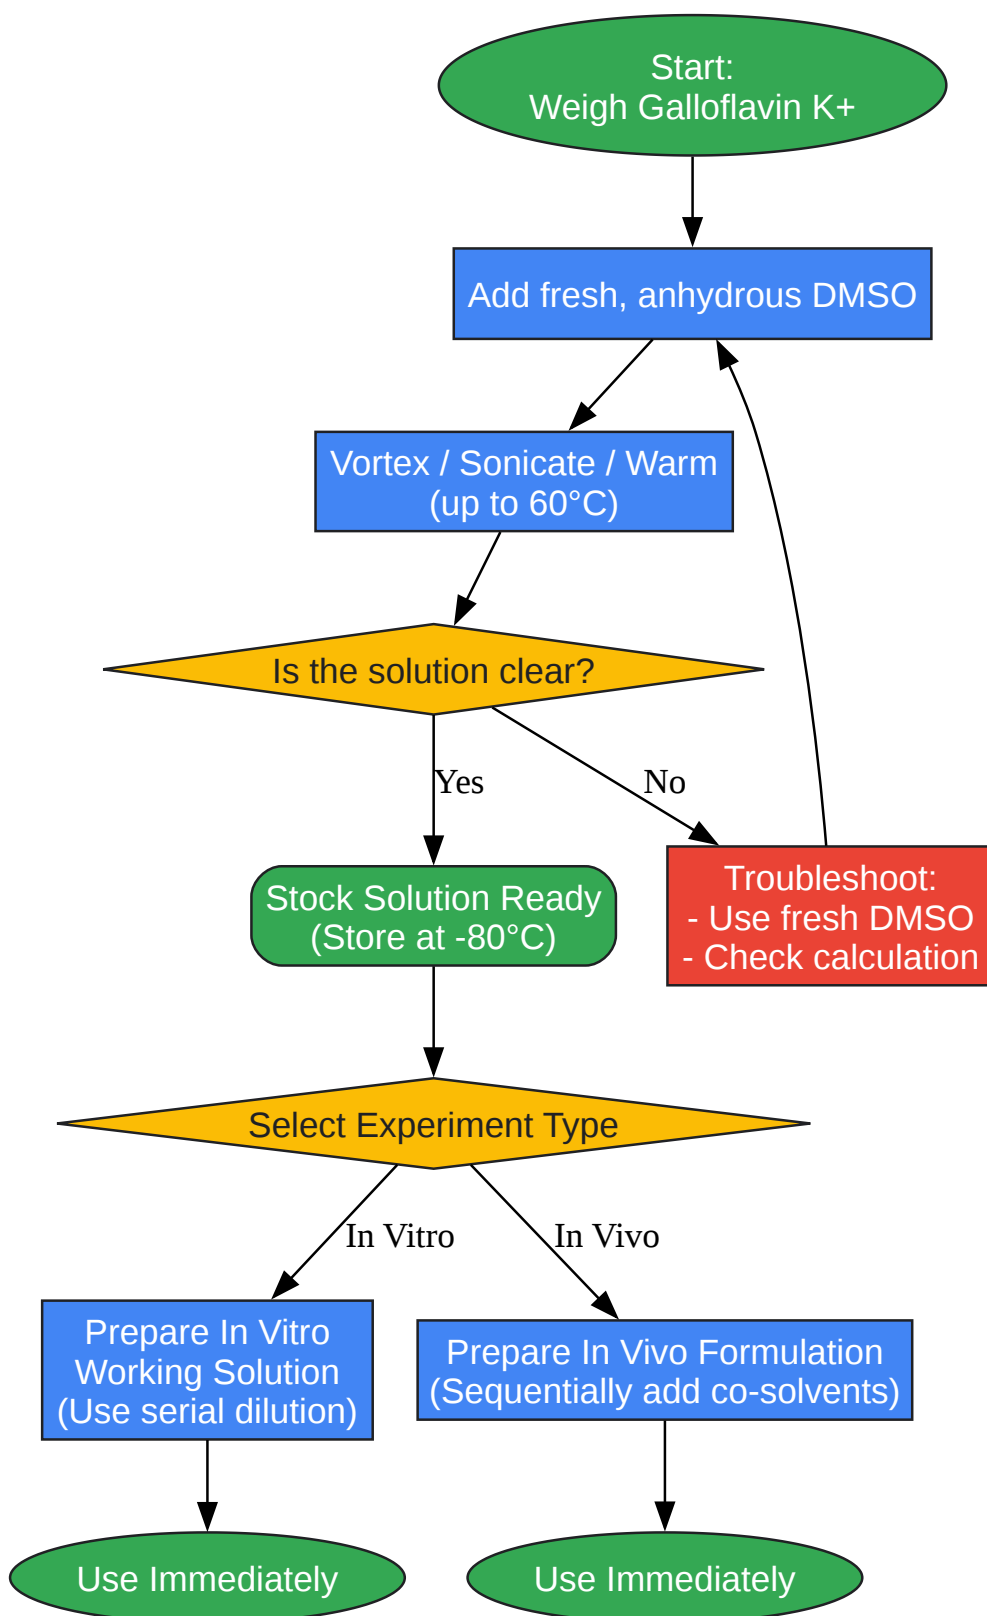 Start:
Weigh Galloflavin K+
Add fresh, anhydrous DMSO
Vortex / Sonicate / Warm
(up to 60°C)
Is the solution clear?
Yes
No
Stock Solution Ready
(Store at -80°C)
Troubleshoot:
- Use fresh DMSO
- Check calculation
Select Experiment Type
In Vitro
In Vivo
Prepare In Vitro
Working Solution
(Use serial dilution)
Prepare In Vivo Formulation
(Sequentially add co-solvents)
Use Immediately
Use Immediately